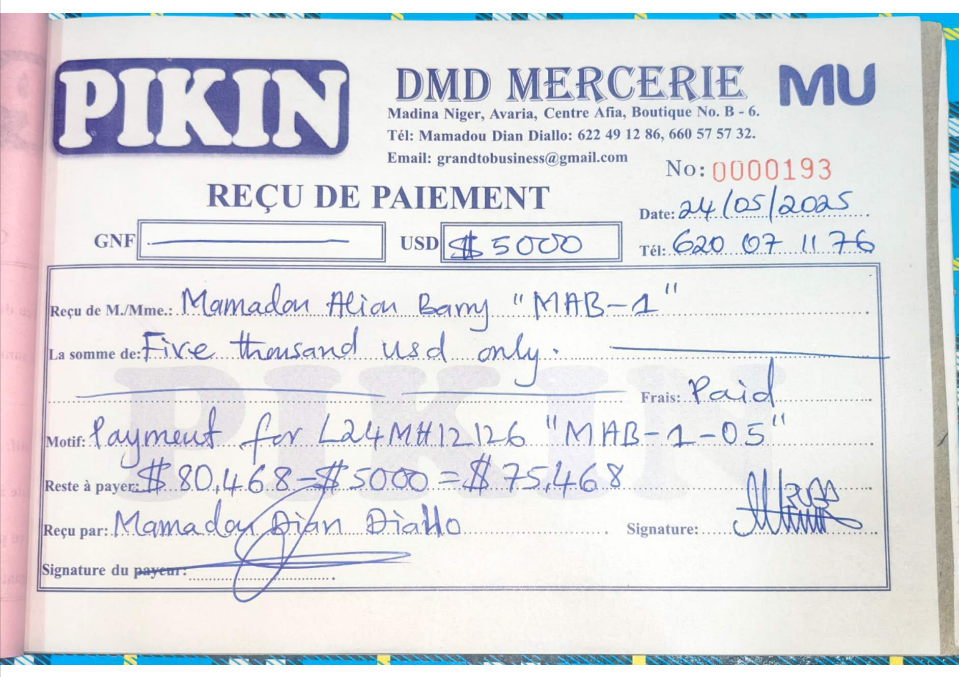 PIKIN
DMD MERCERIE MU
Madina Niger, Avaria, Centre Afia, Boutique No. B - 6.
Tél: Mamadou Dian Diallo: 622 49 12 86, 660 57 57 32.
Email: grandtobusiness@gmail.com
No: 0000193
REÇU DE PAIEMENT
Date: 24/05/2025
GNF USD $ 5000 Tél: 620 07 11 76
Reçu de M./Mme.: Mamadou Aliou Barry "MAB-1"
La somme de: Five thousand usd only.
Frais: Paid
Motif: Payment for L24MH12126 "MAB-1-05"
Reste à payer: $ 80,468 - $ 5000 = $ 75,468
Reçu par: Mamadou Dian Diallo Signature:
Signature du payeur:
PIKIN